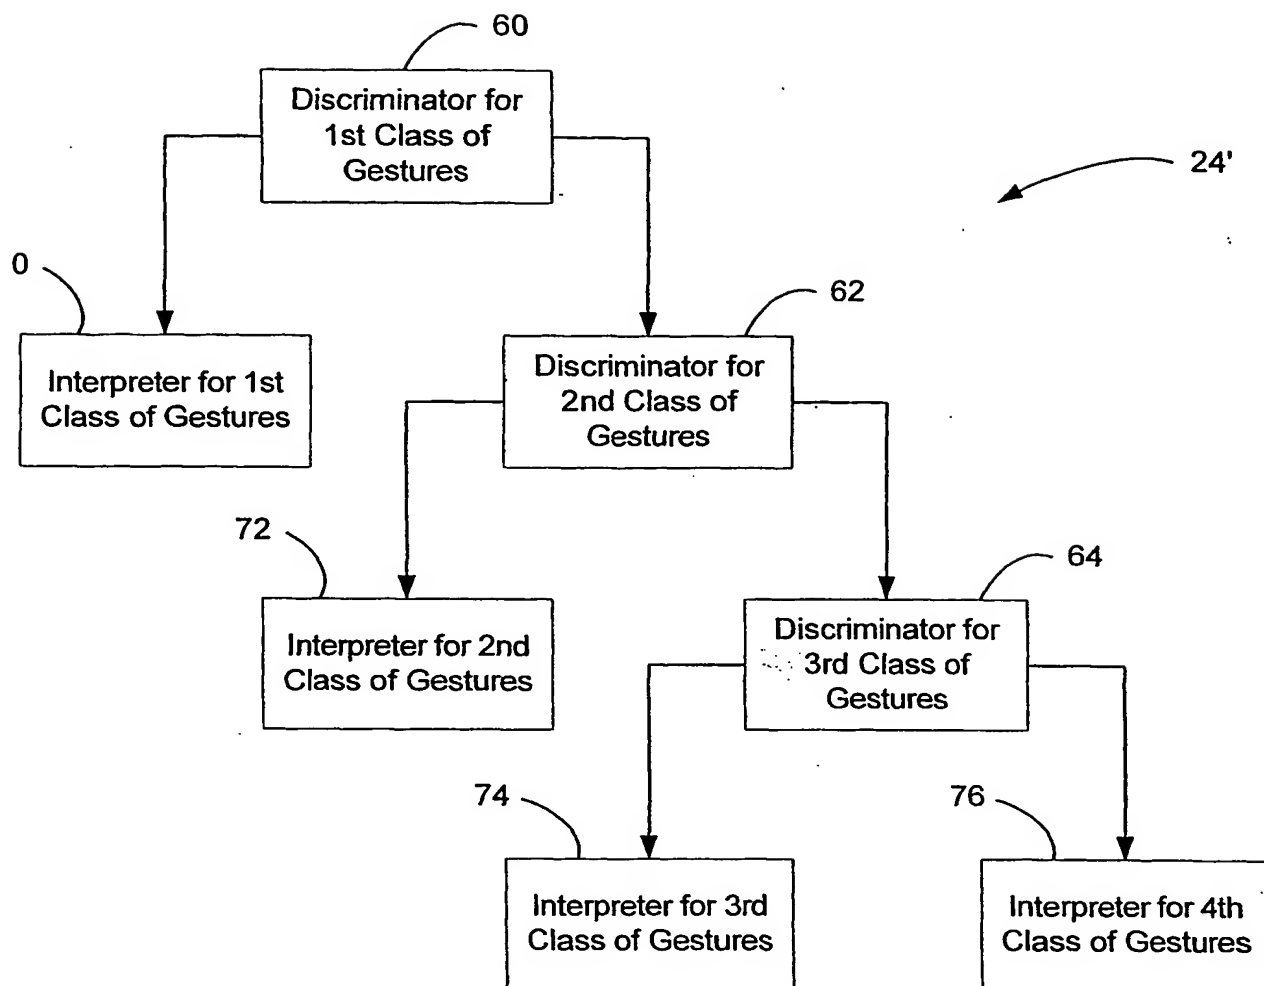 60
Discriminator for
1st Class of
Gestures
24'
0
62
Interpreter for 1st
Class of Gestures
Discriminator for
2nd Class of
Gestures
72
64
Interpreter for 2nd
Class of Gestures
Discriminator for
3rd Class of
Gestures
74
76
Interpreter for 3rd
Class of Gestures
Interpreter for 4th
Class of Gestures